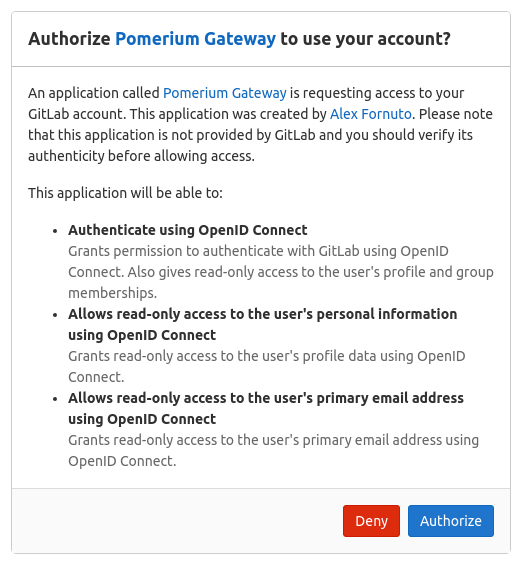 Authorize Pomerium Gateway to use your account?
An application called Pomerium Gateway is requesting access to your
GitLab account. This application was created by Alex Fornuto. Please note
that this application is not provided by GitLab and you should verify its
authenticity before allowing access.
This application will be able to:
• Authenticate using OpenID Connect
Grants permission to authenticate with GitLab using OpenID
Connect. Also gives read-only access to the user's profile and group
memberships.
• Allows read-only access to the user's personal information
using OpenID Connect
Grants read-only access to the user's profile data using OpenID
Connect.
• Allows read-only access to the user's primary email address
using OpenID Connect
Grants read-only access to the user's primary email address using
OpenID Connect.
Deny Authorize